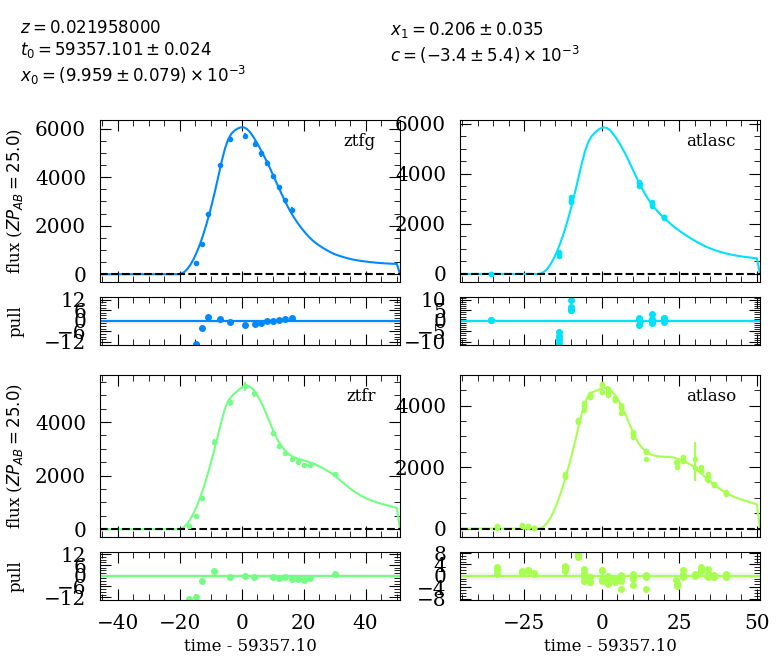 z = 0.021958000
t₀ = 59357.101 ± 0.024
x₀ = (9.959 ± 0.079) × 10⁻³
x₁ = 0.206 ± 0.035
c = (−3.4 ± 5.4) × 10⁻³
flux (ZP_AB = 25.0)
6000
4000
2000
0
ztfg
6000
4000
2000
0
atlasc
pull
12
6
0
−6
−12
10
5
0
−5
−10
flux (ZP_AB = 25.0)
4000
2000
0
ztfr
4000
2000
0
atlaso
pull
12
6
0
−6
−12
8
4
0
−4
−8
−40 −20 0 20 40
−25 0 25 50
time - 59357.10
time - 59357.10